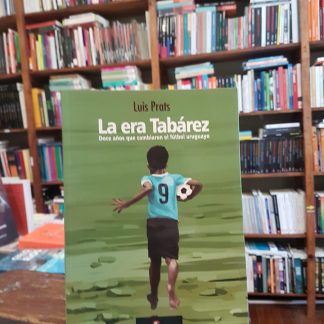 Luis Prats
La era Tabárez
Doce años que cambiaron el fútbol uruguayo
9